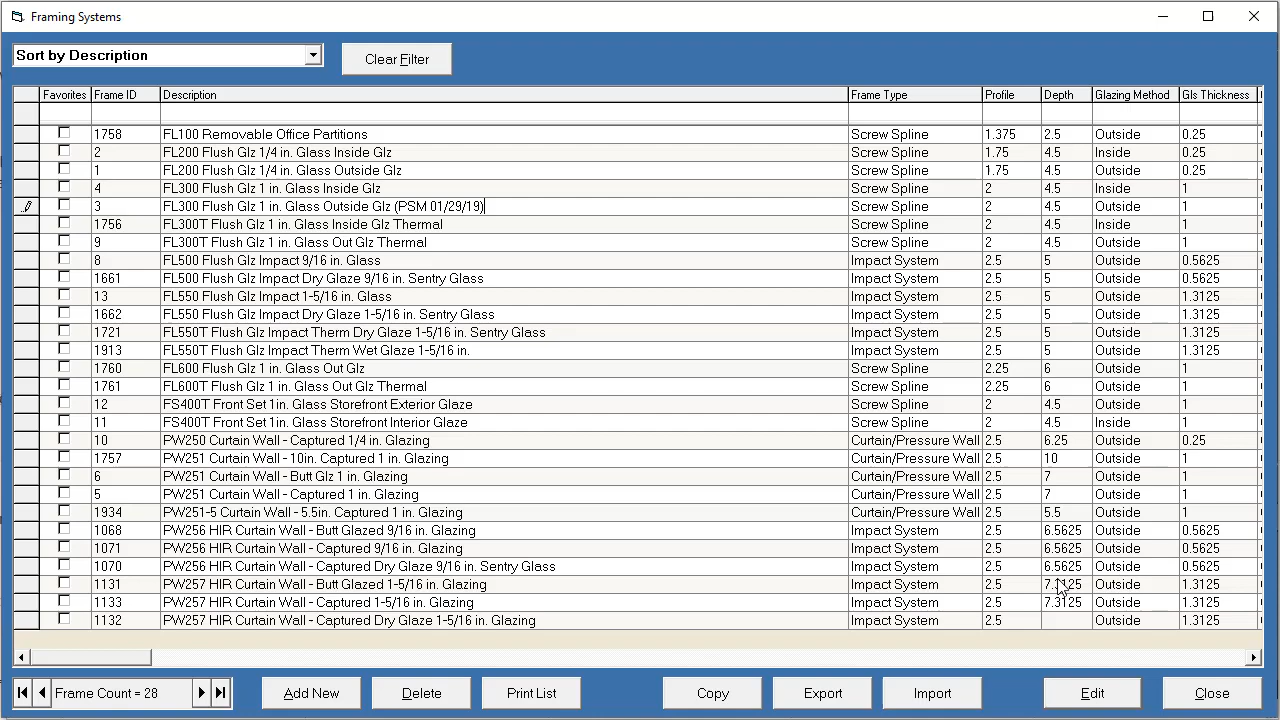 Framing Systems
Sort by Description
Clear Filter
Favorites Frame ID Description Frame Type Profile Depth Glazing Method Gls Thickness
1758 FL100 Removable Office Partitions Screw Spline 1.375 2.5 Outside 0.25
2 FL200 Flush Glz 1/4 in. Glass Inside Glz Screw Spline 1.75 4.5 Inside 0.25
1 FL200 Flush Glz 1/4 in. Glass Outside Glz Screw Spline 1.75 4.5 Outside 0.25
4 FL300 Flush Glz 1 in. Glass Inside Glz Screw Spline 2 4.5 Inside 1
3 FL300 Flush Glz 1 in. Glass Outside Glz (PSM 01/29/19) Screw Spline 2 4.5 Outside 1
1756 FL300T Flush Glz 1 in. Glass Inside Glz Thermal Screw Spline 2 4.5 Inside 1
9 FL300T Flush Glz 1 in. Glass Out Glz Thermal Screw Spline 2 4.5 Outside 1
8 FL500 Flush Glz Impact 9/16 in. Glass Impact System 2.5 5 Outside 0.5625
1661 FL500 Flush Glz Impact Dry Glaze 9/16 in. Sentry Glass Impact System 2.5 5 Outside 0.5625
13 FL550 Flush Glz Impact 1-5/16 in. Glass Impact System 2.5 5 Outside 1.3125
1662 FL550 Flush Glz Impact Dry Glaze 1-5/16 in. Sentry Glass Impact System 2.5 5 Outside 1.3125
1721 FL550T Flush Glz Impact Therm Dry Glaze 1-5/16 in. Sentry Glass Impact System 2.5 5 Outside 1.3125
1913 FL550T Flush Glz Impact Therm Wet Glaze 1-5/16 in. Impact System 2.5 5 Outside 1.3125
1760 FL600 Flush Glz 1 in. Glass Out Glz Screw Spline 2.25 6 Outside 1
1761 FL600T Flush Glz 1 in. Glass Out Glz Thermal Screw Spline 2.25 6 Outside 1
12 FS400T Front Set 1in. Glass Storefront Exterior Glaze Screw Spline 2 4.5 Outside 1
11 FS400T Front Set 1in. Glass Storefront Interior Glaze Screw Spline 2 4.5 Inside 1
10 PW250 Curtain Wall - Captured 1/4 in. Glazing Curtain/Pressure Wall 2.5 6.25 Outside 0.25
1757 PW251 Curtain Wall - 10in. Captured 1 in. Glazing Curtain/Pressure Wall 2.5 10 Outside 1
6 PW251 Curtain Wall - Butt Glz 1 in. Glazing Curtain/Pressure Wall 2.5 7 Outside 1
5 PW251 Curtain Wall - Captured 1 in. Glazing Curtain/Pressure Wall 2.5 7 Outside 1
1934 PW251-5 Curtain Wall - 5.5in. Captured 1 in. Glazing Curtain/Pressure Wall 2.5 5.5 Outside 1
1068 PW256 HIR Curtain Wall - Butt Glazed 9/16 in. Glazing Impact System 2.5 6.5625 Outside 0.5625
1071 PW256 HIR Curtain Wall - Captured 9/16 in. Glazing Impact System 2.5 6.5625 Outside 0.5625
1070 PW256 HIR Curtain Wall - Captured Dry Glaze 9/16 in. Sentry Glass Impact System 2.5 6.5625 Outside 0.5625
1131 PW257 HIR Curtain Wall - Butt Glazed 1-5/16 in. Glazing Impact System 2.5 7.3125 Outside 1.3125
1133 PW257 HIR Curtain Wall - Captured 1-5/16 in. Glazing Impact System 2.5 7.3125 Outside 1.3125
1132 PW257 HIR Curtain Wall - Captured Dry Glaze 1-5/16 in. Glazing Impact System 2.5 Outside 1.3125
Frame Count = 28 Add New Delete Print List Copy Export Import Edit Close